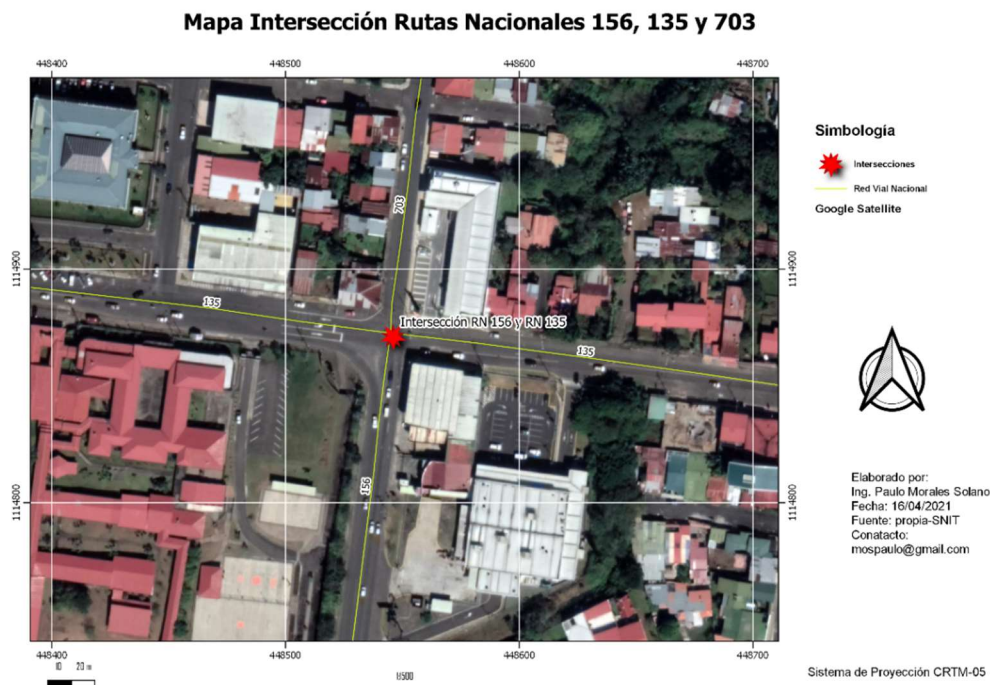 Mapa Intersección Rutas Nacionales 156, 135 y 703
448400 448500 448600 448700
Simbología
Intersecciones
Red Vial Nacional
Google Satellite
703
1114900 1114900
135
Intersección RN 156 y RN 135
135
156
1114800 1114800
Elaborado por:
Ing. Paulo Morales Solano
Fecha: 16/04/2021
Fuente: propia-SNIT
Conatacto:
mospaulo@gmail.com
448400 448500 448600 448700
10 20 m
Sistema de Proyección CRTM-05